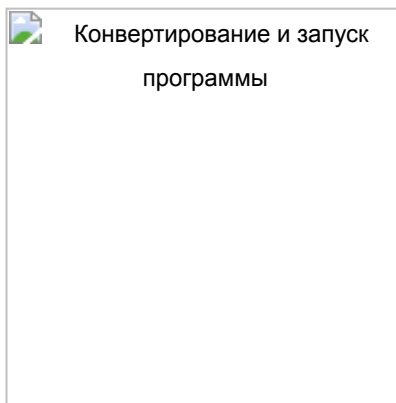 Конвертирование и запуск
программы